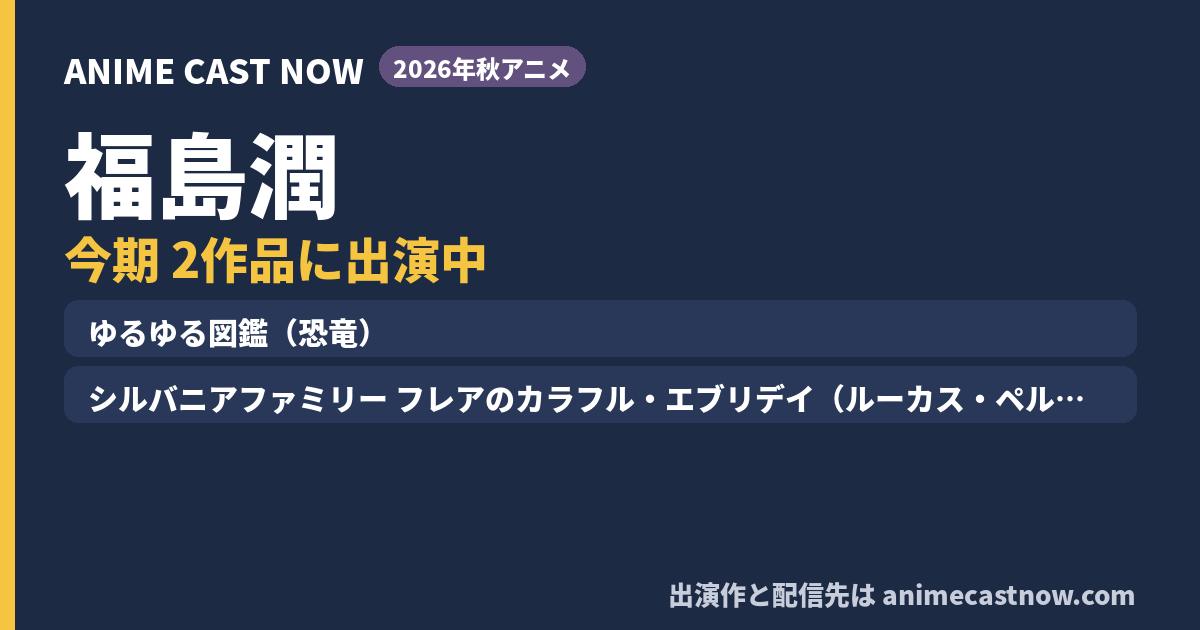 ANIME CAST NOW 2026年秋アニメ
福島潤
今期 2作品に出演中
ゆるゆる図鑑（恐竜）
シルバニアファミリー フレアのカラフル・エブリデイ（ルーカス・ペル…
出演作と配信先は animecastnow.com